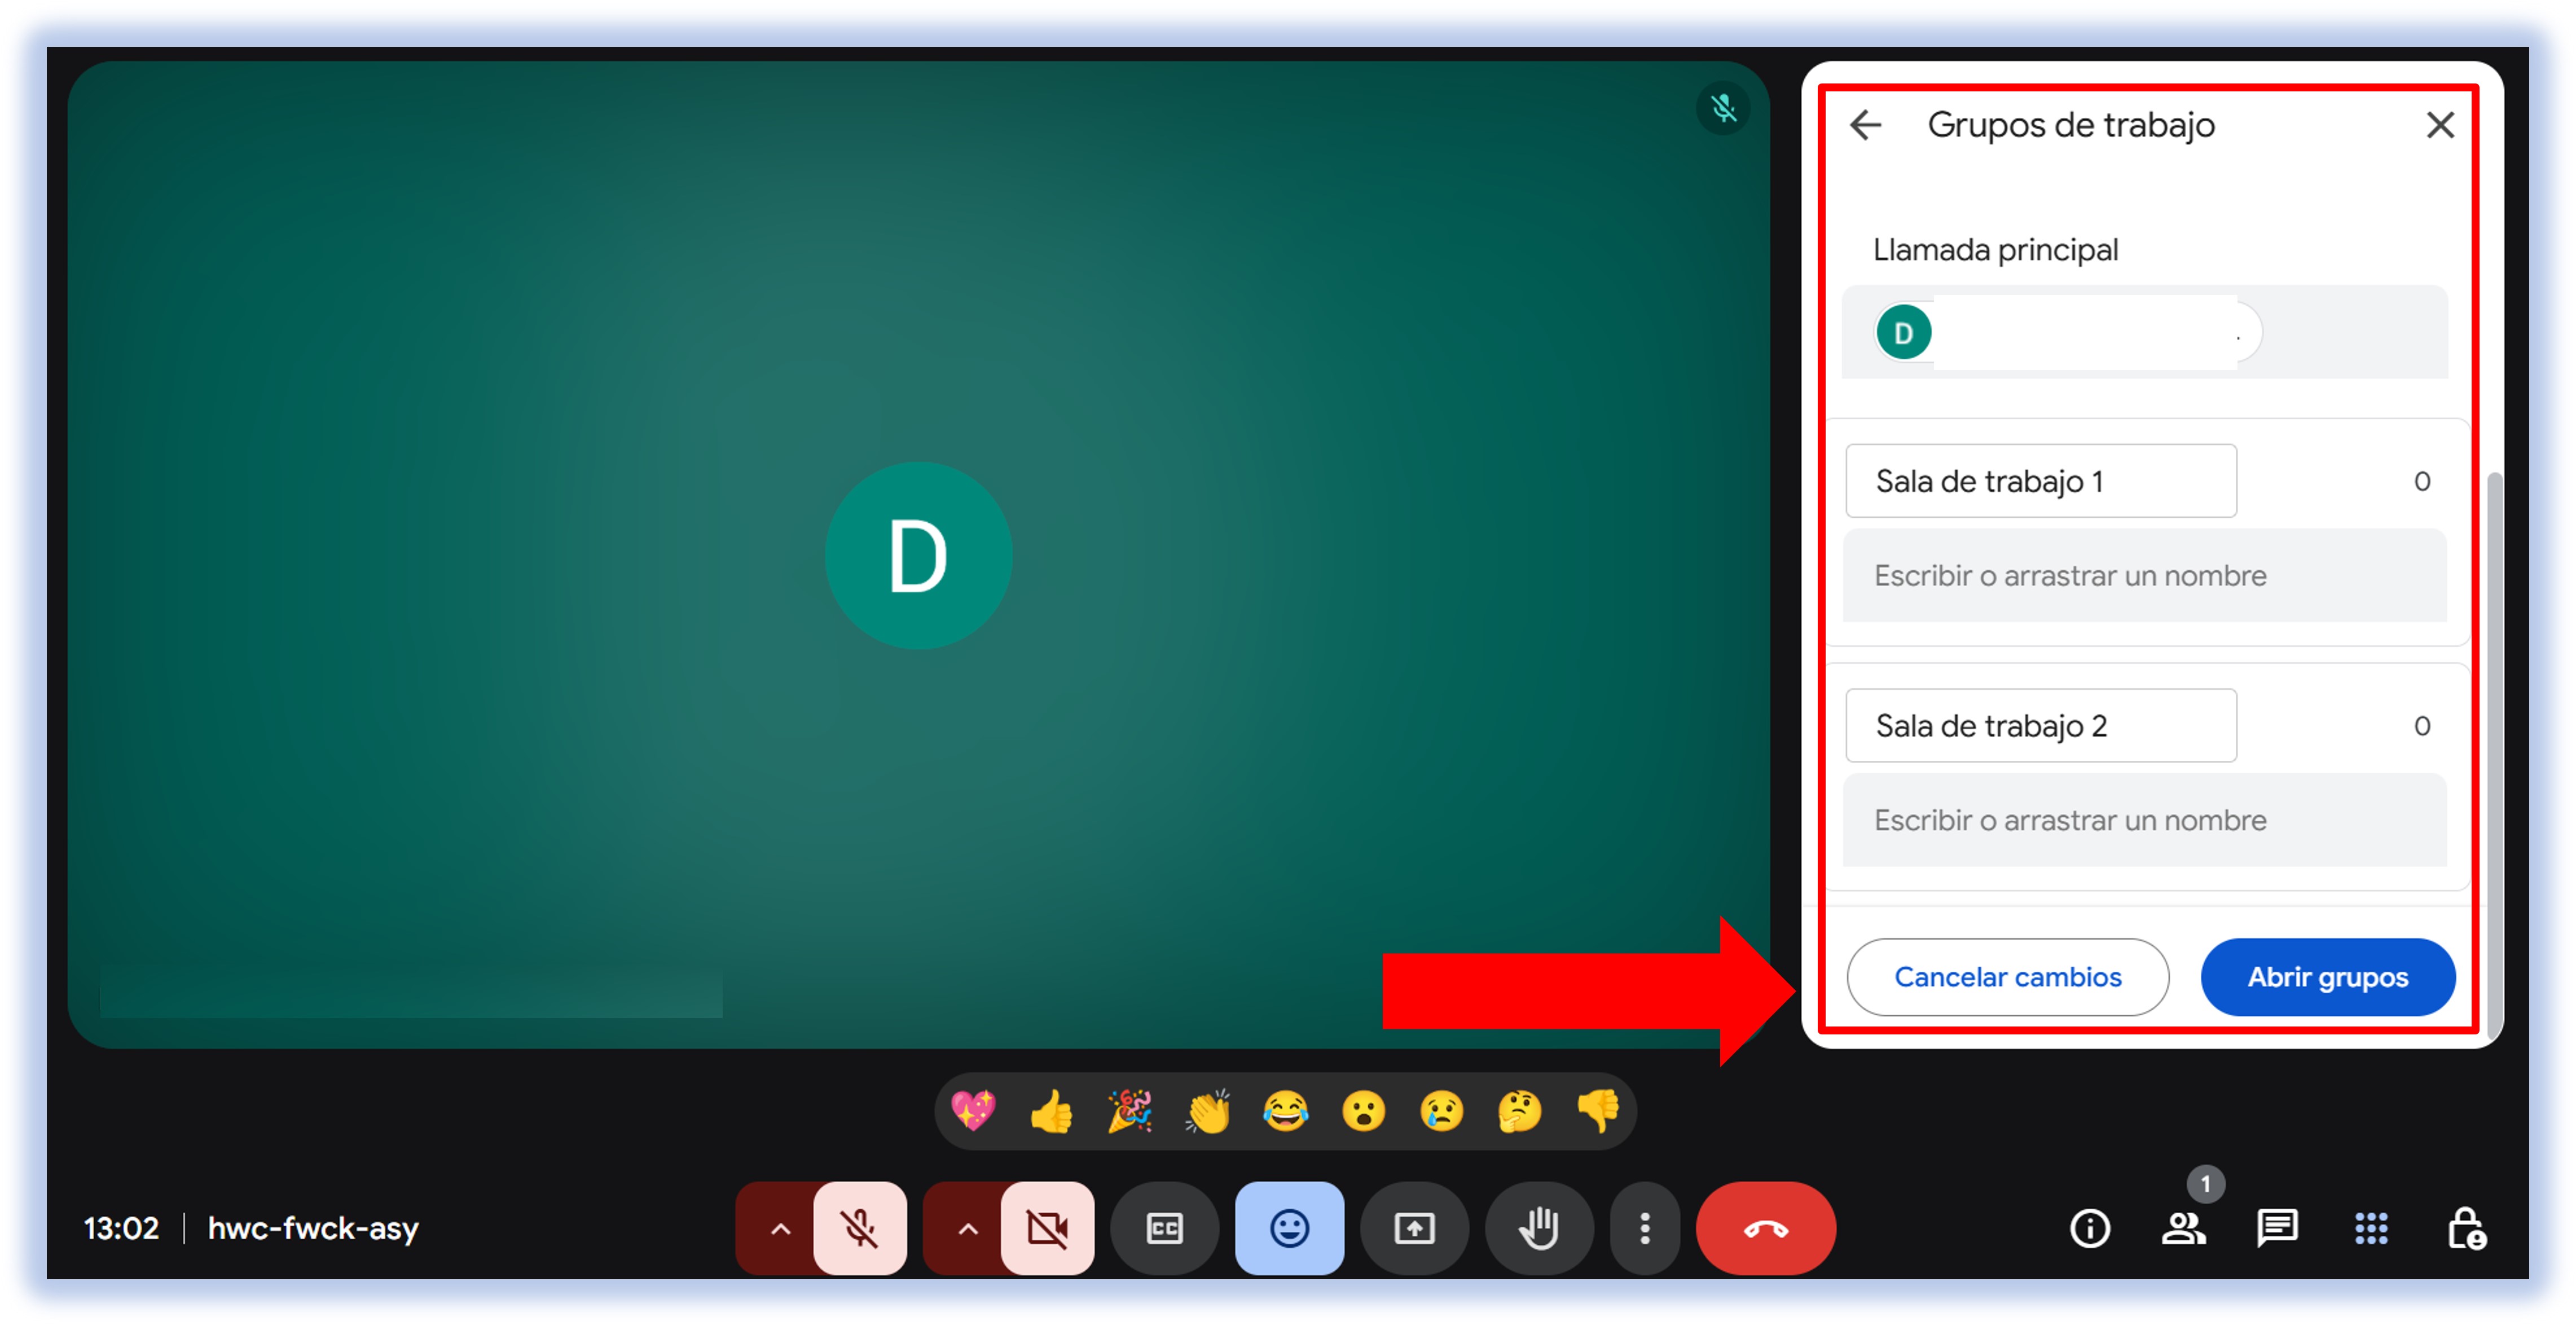 D
Grupos de trabajo
Llamada principal
D
Sala de trabajo 1
0
Escribir o arrastrar un nombre
Sala de trabajo 2
0
Escribir o arrastrar un nombre
Cancelar cambios
Abrir grupos
13:02 | hwc-fwck-asy
CC
1